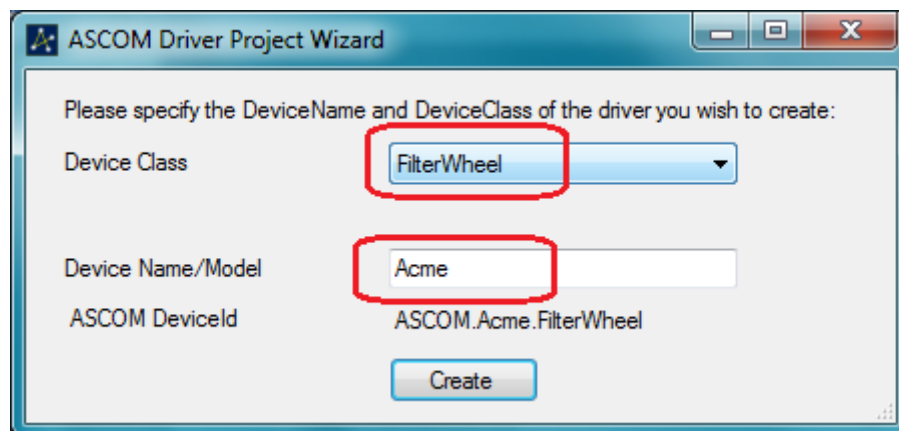 ASCOM Driver Project Wizard
Please specify the DeviceName and DeviceClass of the driver you wish to create:
Device Class FilterWheel
Device Name/Model Acme
ASCOM DeviceId ASCOM.Acme.FilterWheel
Create